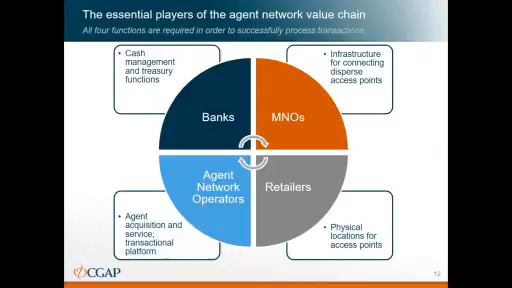 The essential players of the agent network value chain
All four functions are required in order to successfully process transactions.
• Cash
management
and treasury
functions
• Infrastructure
for connecting
disperse
access points
Banks
MNOs
Agent
Network
Operators
Retailers
• Agent
acquisition and
service;
transactional
platform
• Physical
locations for
access points
CGAP
12